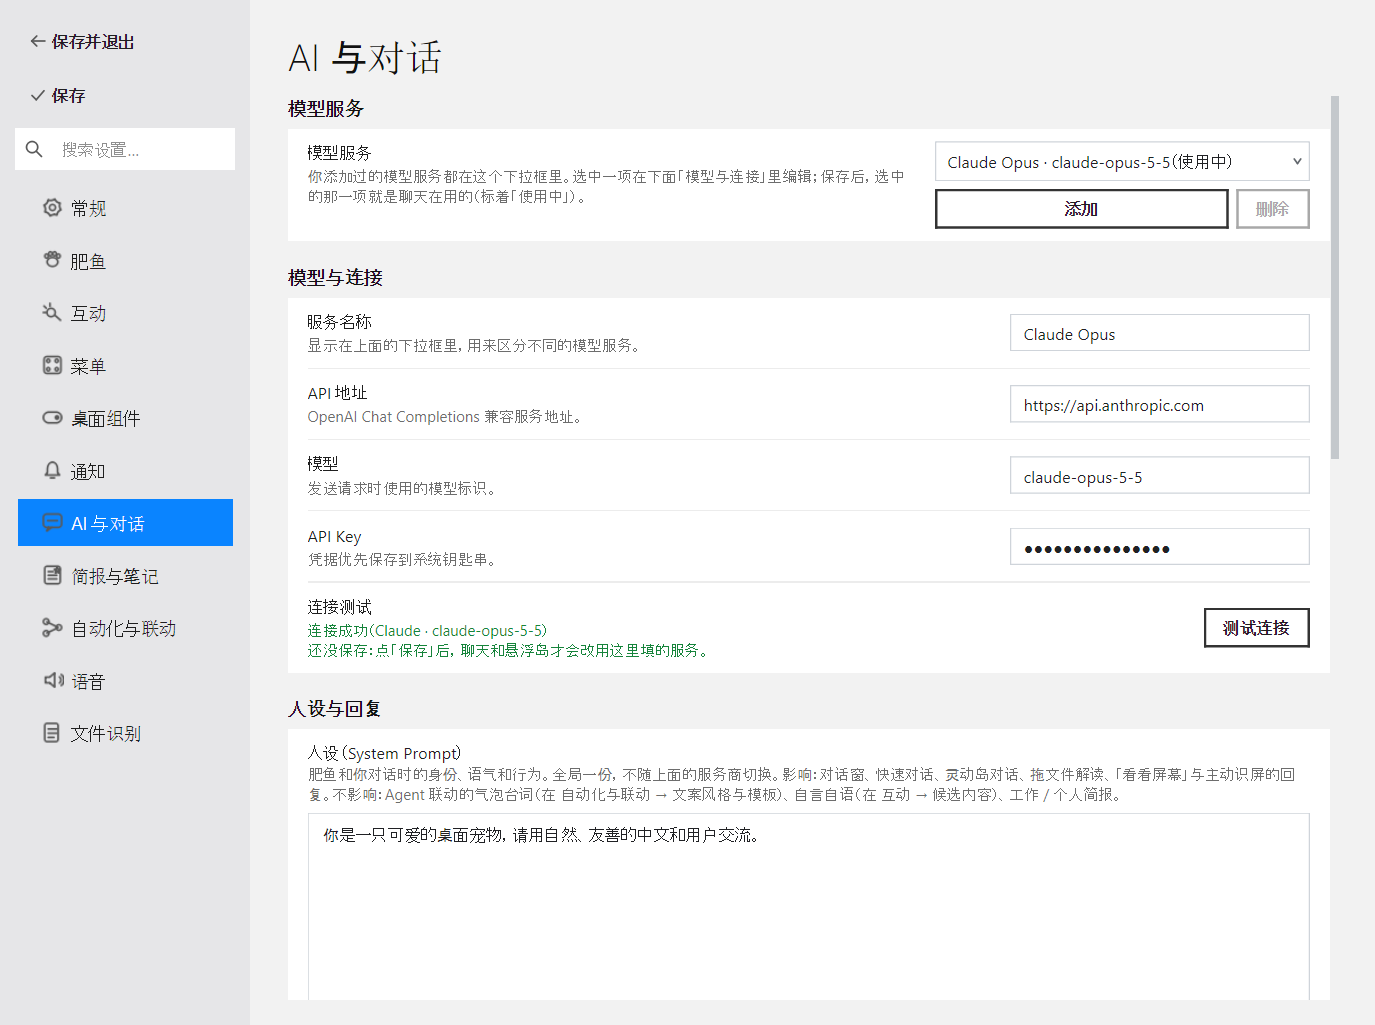 保存并退出
保存
搜索设置...
常规
肥鱼
互动
菜单
桌面组件
通知
AI 与对话
简报与笔记
自动化与联动
语音
文件识别
AI 与对话
模型服务
模型服务
你添加过的模型服务都在这个下拉框里。选中一项在下面「模型与连接」里编辑；保存后，选中
的那一项就是聊天在用的（标着「使用中」）。
Claude Opus · claude-opus-5-5（使用中）
添加
删除
模型与连接
服务名称
显示在上面的下拉框里，用来区分不同的模型服务。
Claude Opus
API 地址
OpenAI Chat Completions 兼容服务地址。
https://api.anthropic.com
模型
发送请求时使用的模型标识。
claude-opus-5-5
API Key
凭据优先保存到系统钥匙串。
●●●●●●●●●●●●●●●
连接测试
连接成功（Claude · claude-opus-5-5）
还没保存：点「保存」后，聊天和悬浮岛才会改用这里填的服务。
测试连接
人设与回复
人设（System Prompt）
肥鱼和你对话时的身份、语气和行为。全局一份，不随上面的服务商切换。影响：对话窗、快速对话、灵动岛对话、拖文件解读、「看看屏幕」与主动识屏的回
复。不影响：Agent 联动的气泡台词（在 自动化与联动 → 文案风格与模板）、自言自语（在 互动 → 候选内容）、工作 / 个人简报。
你是一只可爱的桌面宠物，请用自然、友善的中文和用户交流。